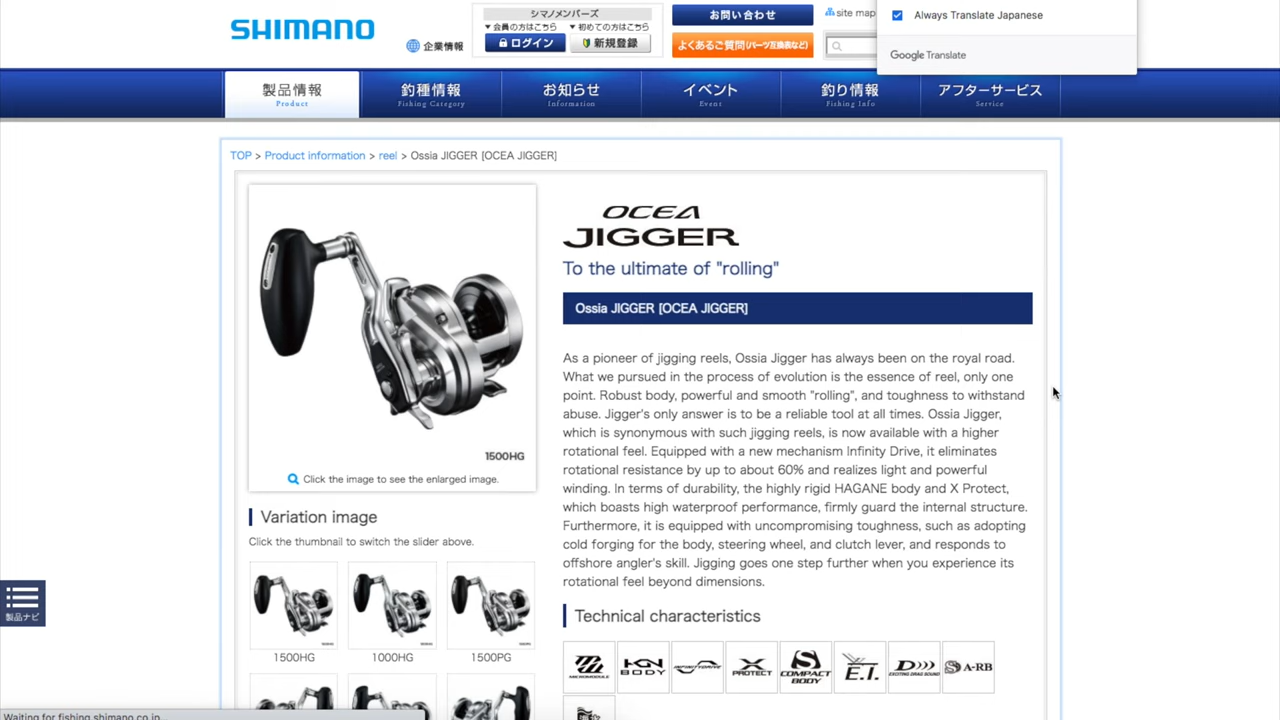 SHIMANO
企業情報
シマノメンバーズ
▼会員の方はこちら ▼初めての方はこちら
ログイン 新規登録
お問い合わせ
よくあるご質問(パーツ互換表など)
site map
Always Translate Japanese
Google Translate
製品情報 釣種情報 お知らせ イベント 釣り情報 アフターサービス
Product Fishing Category Information Event Fishing Info Service
TOP > Product information > reel > Ossia JIGGER [OCEA JIGGER]
1500HG
Click the image to see the enlarged image.
Variation image
Click the thumbnail to switch the slider above.
1500HG 1000HG 1500PG
OCEA
JIGGER
To the ultimate of "rolling"
Ossia JIGGER [OCEA JIGGER]
As a pioneer of jigging reels, Ossia Jigger has always been on the royal road.
What we pursued in the process of evolution is the essence of reel, only one
point. Robust body, powerful and smooth "rolling", and toughness to withstand
abuse. Jigger's only answer is to be a reliable tool at all times. Ossia Jigger,
which is synonymous with such jigging reels, is now available with a higher
rotational feel. Equipped with a new mechanism Infinity Drive, it eliminates
rotational resistance by up to about 60% and realizes light and powerful
winding. In terms of durability, the highly rigid HAGANE body and X Protect,
which boasts high waterproof performance, firmly guard the internal structure.
Furthermore, it is equipped with uncompromising toughness, such as adopting
cold forging for the body, steering wheel, and clutch lever, and responds to
offshore angler's skill. Jigging goes one step further when you experience its
rotational feel beyond dimensions.
Technical characteristics
MICROMODULE HGN BODY INFINITYDRIVE X PROTECT S COMPACT BODY E.I. EXCITING DRAG SOUND S A-RB
製品ナビ
Waiting for fishing.shimano.co.jp...